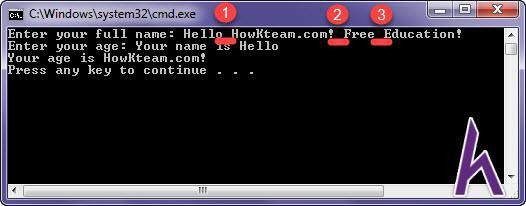 C:\Windows\system32\cmd.exe
1 2 3
Enter your full name: Hello HowKteam.com! Free Education!
Enter your age: Your name is Hello
Your age is HowKteam.com!
Press any key to continue . . .